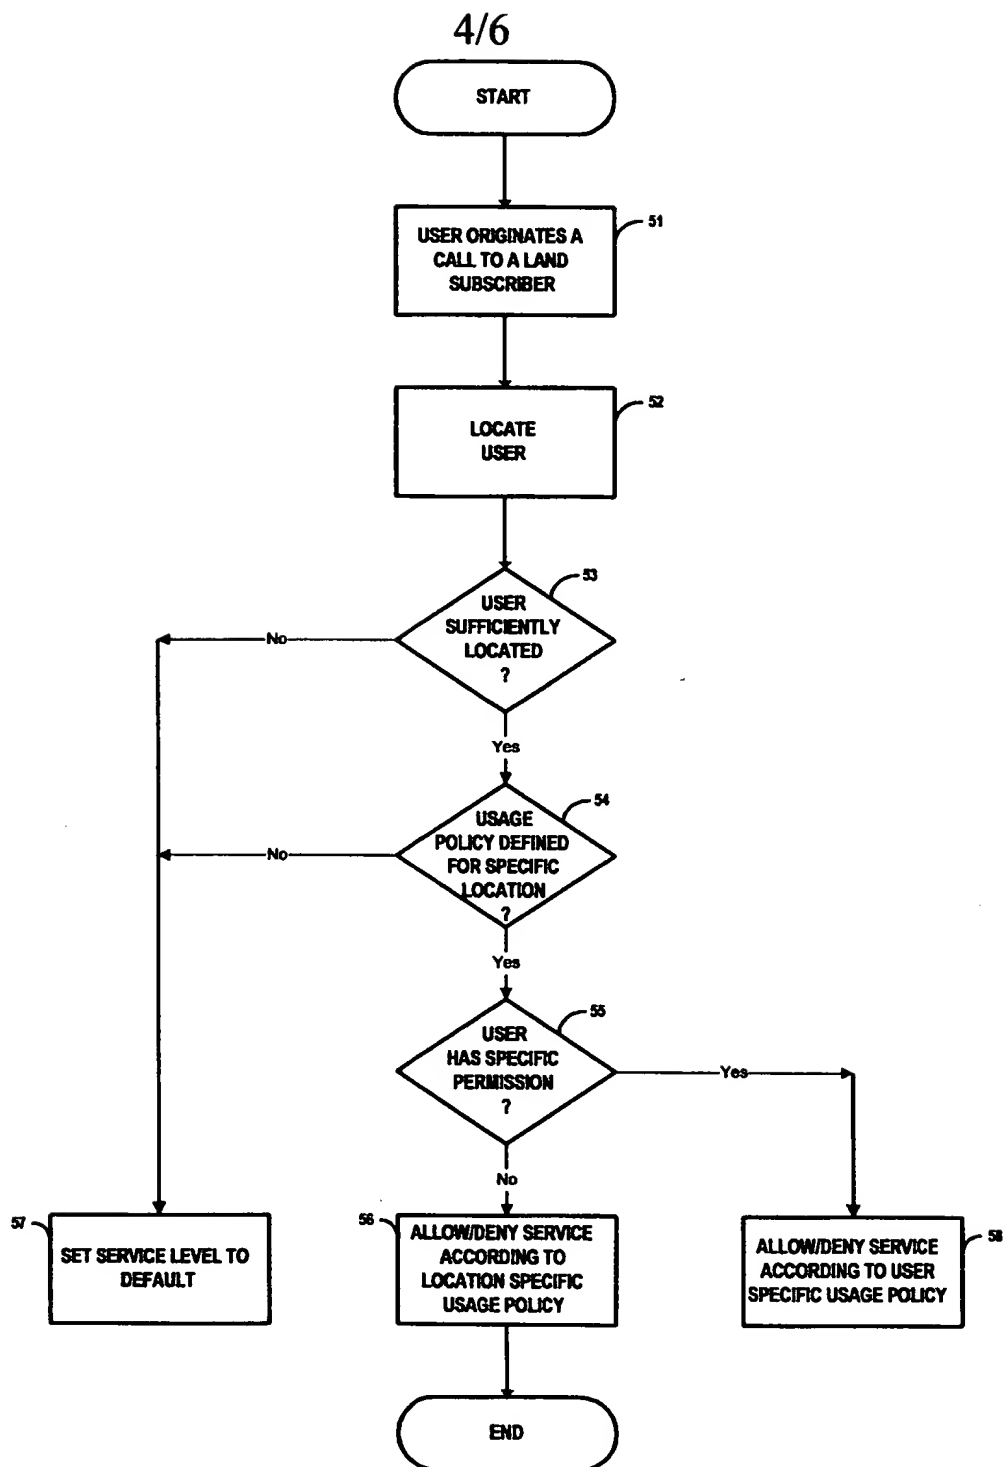 4/6
START
USER ORIGINATES A
CALL TO A LAND
SUBSCRIBER
51
LOCATE
USER
52
USER
SUFFICIENTLY
LOCATED
?
53
No
Yes
USAGE
POLICY DEFINED
FOR SPECIFIC
LOCATION
?
54
No
Yes
USER
HAS SPECIFIC
PERMISSION
?
55
Yes
No
57
SET SERVICE LEVEL TO
DEFAULT
56
ALLOW/DENY SERVICE
ACCORDING TO
LOCATION SPECIFIC
USAGE POLICY
58
ALLOW/DENY SERVICE
ACCORDING TO USER
SPECIFIC USAGE POLICY
END